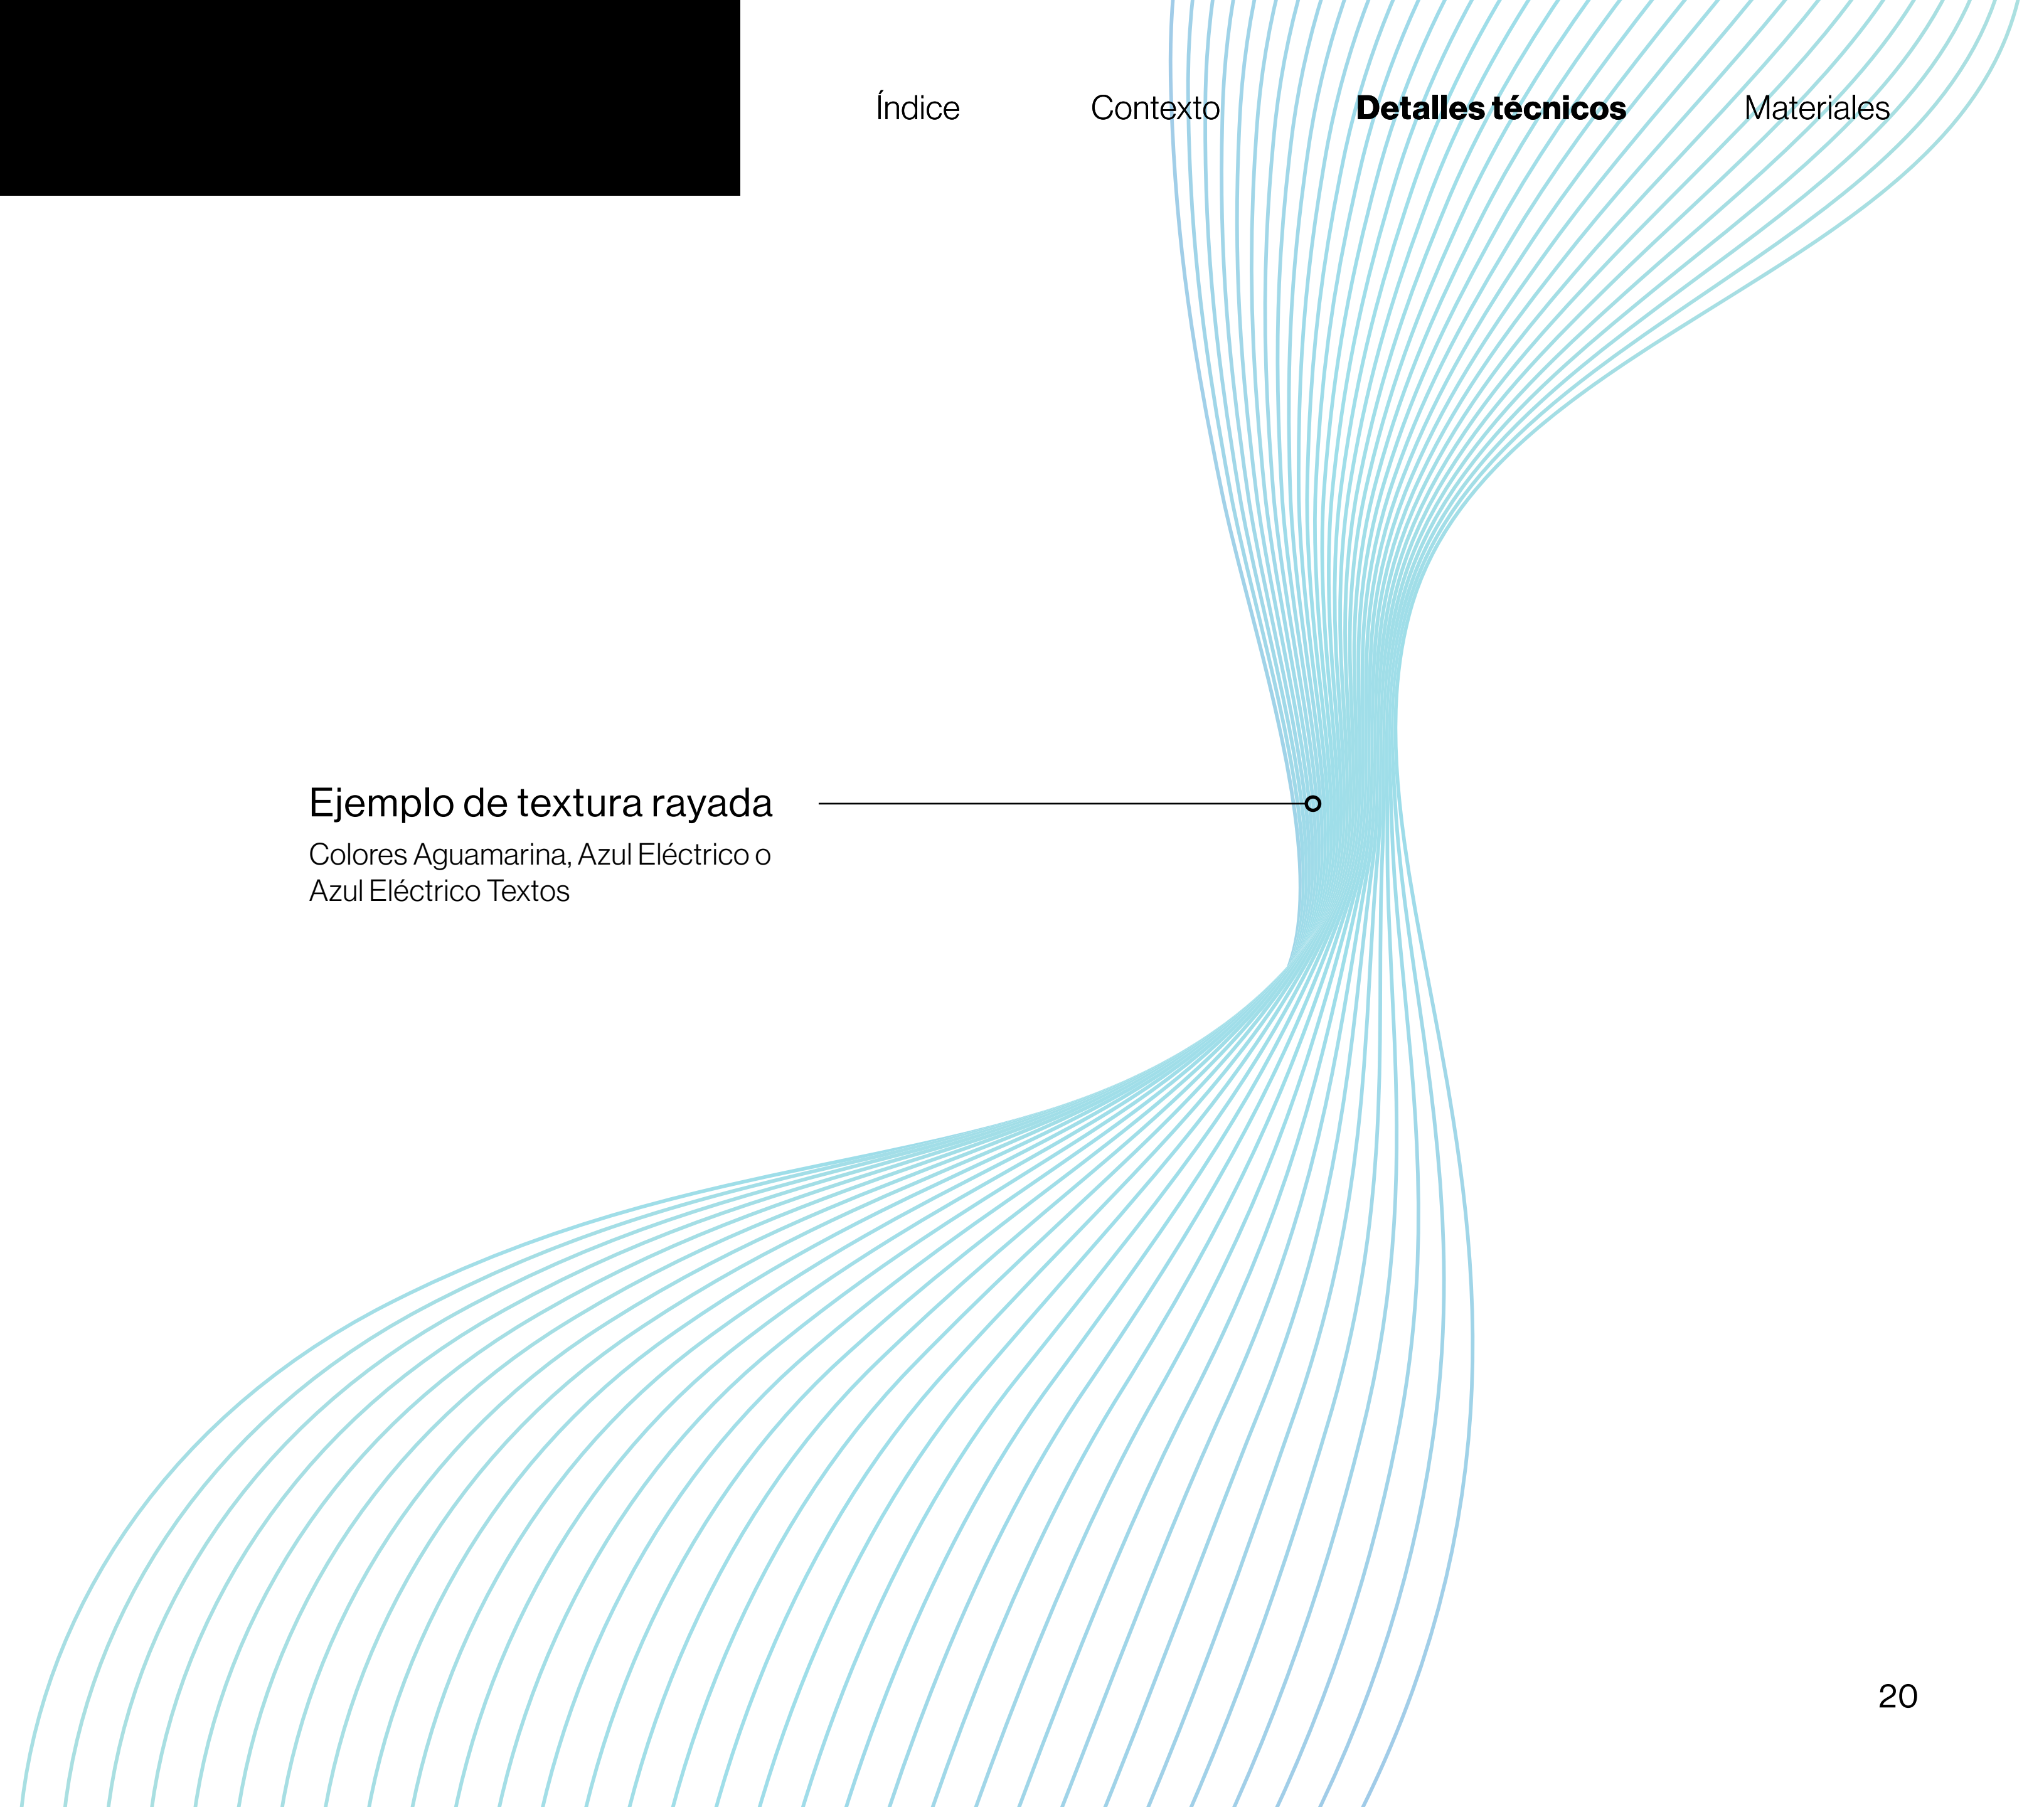 Índice Contexto Detalles técnicos Materiales
Ejemplo de textura rayada
Colores Aguamarina, Azul Eléctrico o
Azul Eléctrico Textos
20